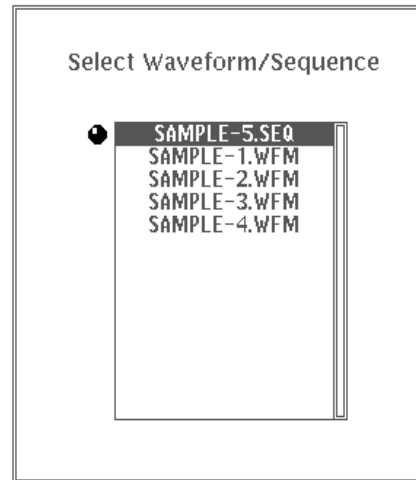 Select Waveform/Sequence
SAMPLE-5.SEQ
SAMPLE-1.WFM
SAMPLE-2.WFM
SAMPLE-3.WFM
SAMPLE-4.WFM